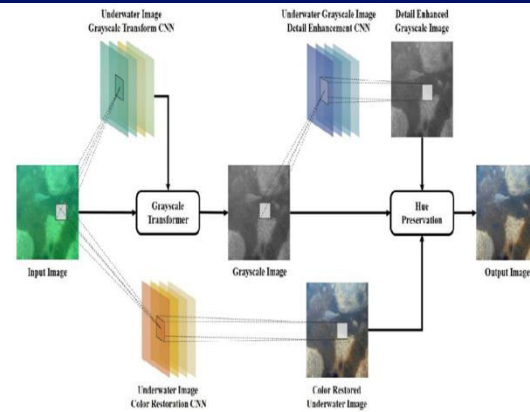 Underwater Image
Grayscale Transform CNN
Underwater Grayscale Image
Detail Enhancement CNN
Detail Enhanced
Grayscale Image
Grayscale
Transformer
Hue
Preservation
Input Image
Grayscale Image
Output Image
Underwater Image
Color Restoration CNN
Color Restored
Underwater Image